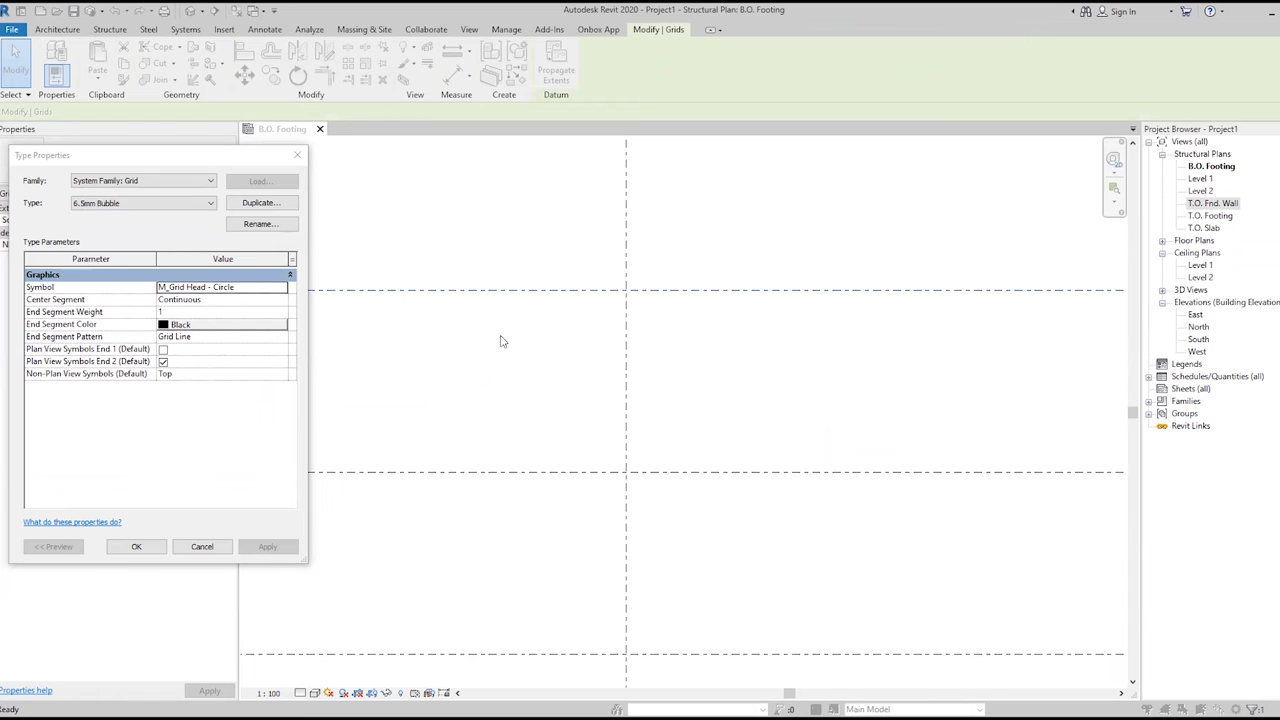 Autodesk Revit 2020 - Project1 - Structural Plan: B.O. Footing
Sign In
File Architecture Structure Steel Systems Insert Annotate Analyze Massing & Site Collaborate View Manage Add-Ins Onbox App Modify | Grids
Modify
Paste
Cope
Cut
Join
Propagate
Extents
Select Properties Clipboard Geometry Modify View Measure Create Datum
Modify | Grids
Properties
B.O. Footing
Project Browser - Project1
Type Properties
Family: System Family: Grid Load...
Type: 6.5mm Bubble Duplicate...
Rename...
Type Parameters
Parameter Value =
Graphics
Symbol M_Grid Head - Circle
Center Segment Continuous
End Segment Weight 1
End Segment Color Black
End Segment Pattern Grid Line
Plan View Symbols End 1 (Default)
Plan View Symbols End 2 (Default)
Non-Plan View Symbols (Default) Top
What do these properties do?
<< Preview OK Cancel Apply
Views (all)
Structural Plans
B.O. Footing
Level 1
Level 2
T.O. Fnd. Wall
T.O. Footing
T.O. Slab
Floor Plans
Ceiling Plans
Level 1
Level 2
3D Views
Elevations (Building Elevation
East
North
South
West
Legends
Schedules/Quantities (all)
Sheets (all)
Families
Groups
Revit Links
Properties help Apply
1 : 100
Ready
:0
Main Model
:1